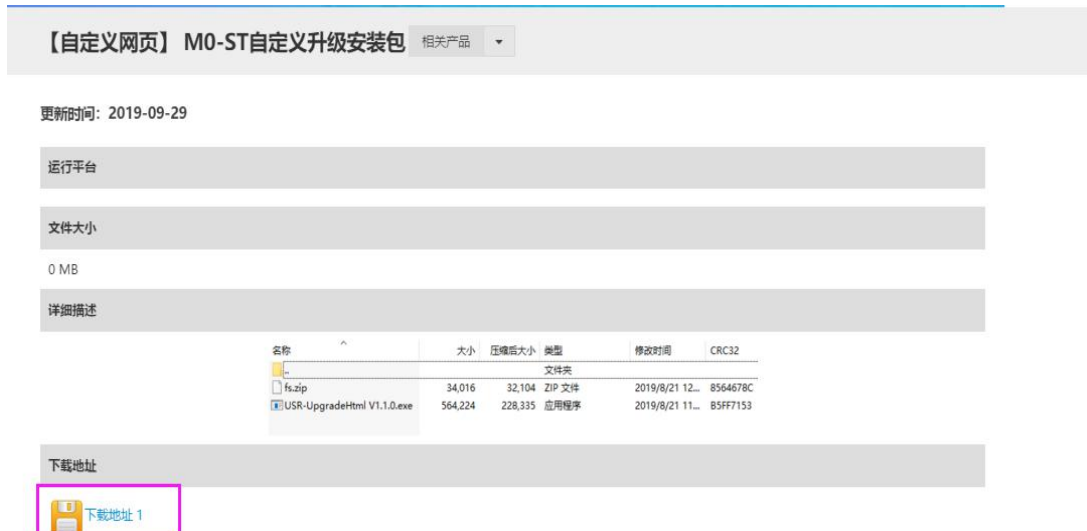 【自定义网页】 M0-ST自定义升级安装包 相关产品
更新时间：2019-09-29
运行平台
文件大小
0 MB
详细描述
名称 大小 压缩后大小 类型 修改时间 CRC32
.. 文件夹
fs.zip 34,016 32,104 ZIP 文件 2019/8/21 12... 8564678C
USR-UpgradeHtml V1.1.0.exe 564,224 228,335 应用程序 2019/8/21 11... B5FF7153
下载地址
下载地址 1